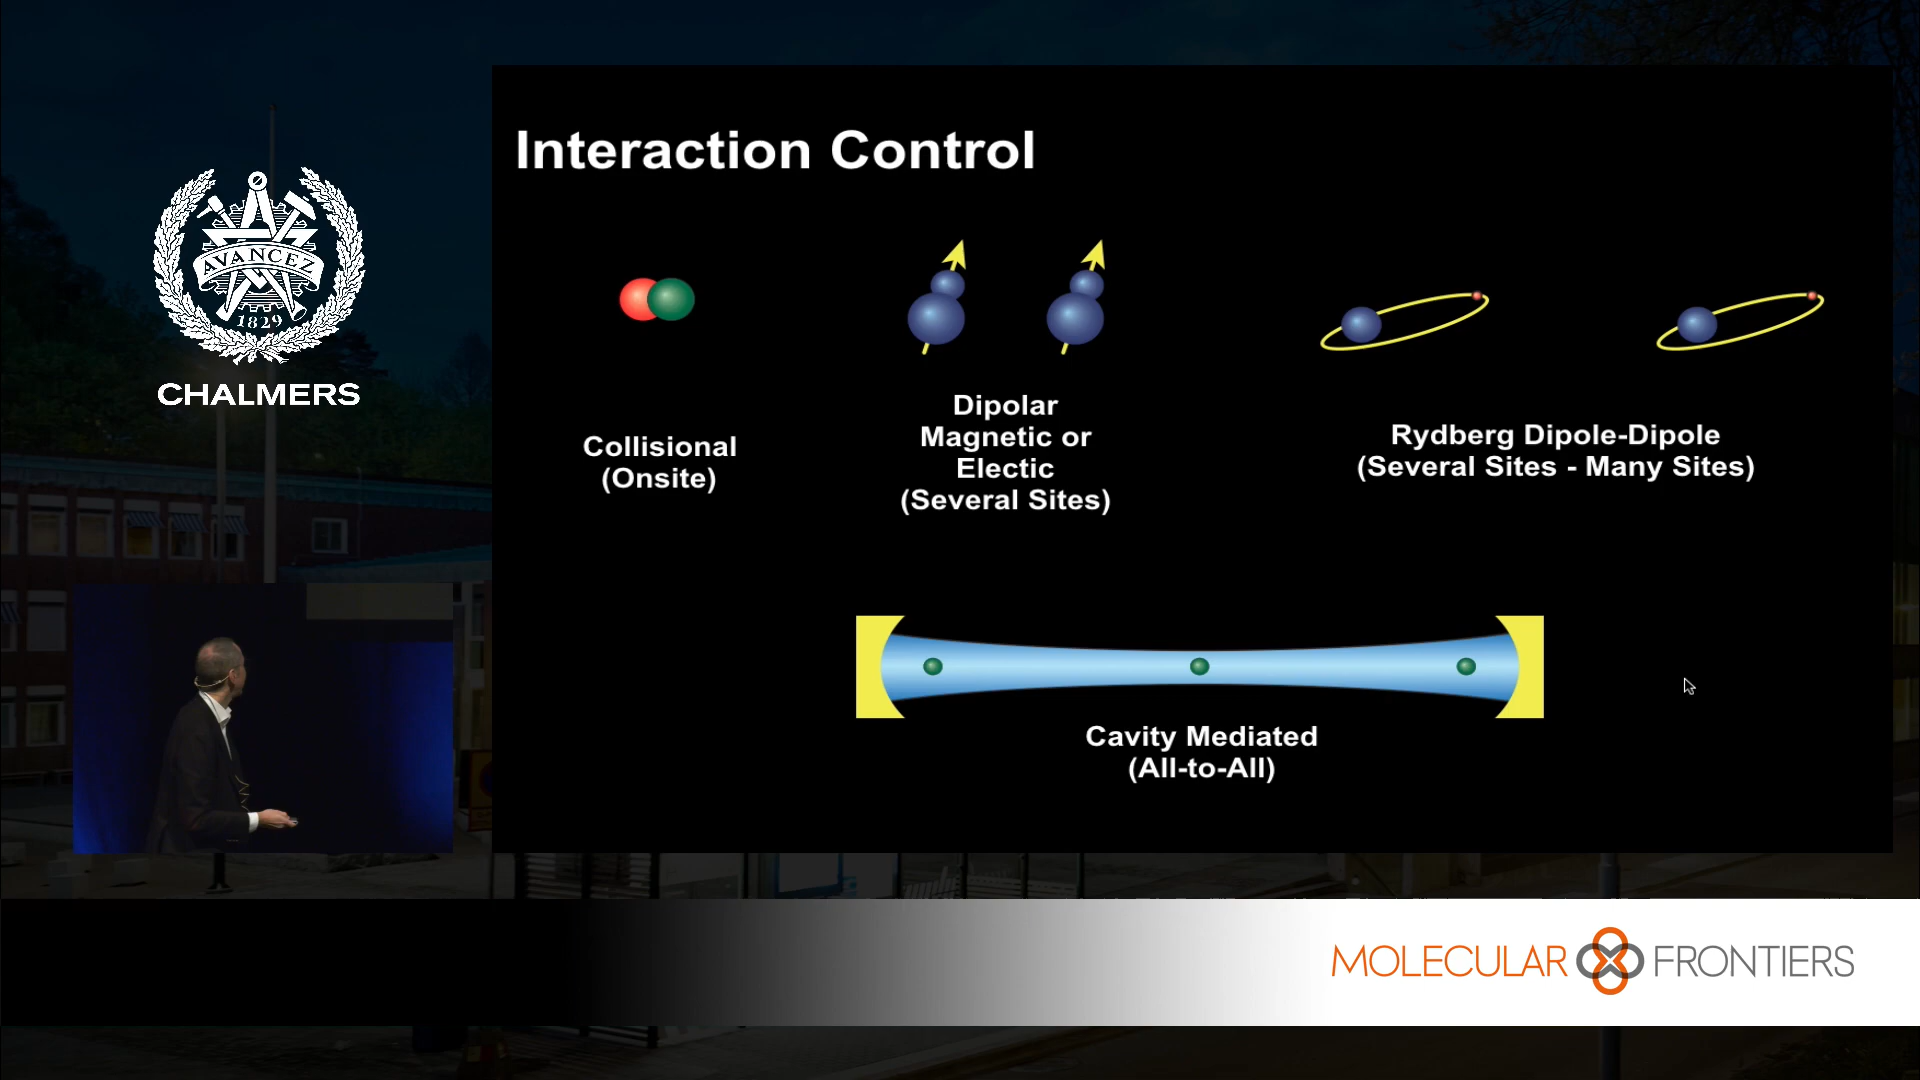 Interaction Control
AVANCEZ
1829
CHALMERS
Collisional
(Onsite)
Dipolar
Magnetic or
Electic
(Several Sites)
Rydberg Dipole-Dipole
(Several Sites - Many Sites)
Cavity Mediated
(All-to-All)
MOLECULAR FRONTIERS